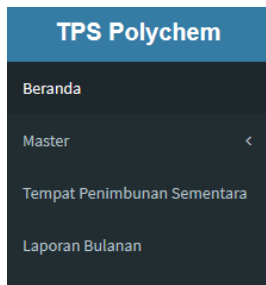 TPS Polychem
Beranda
Master
Tempat Penimbunan Sementara
Laporan Bulanan